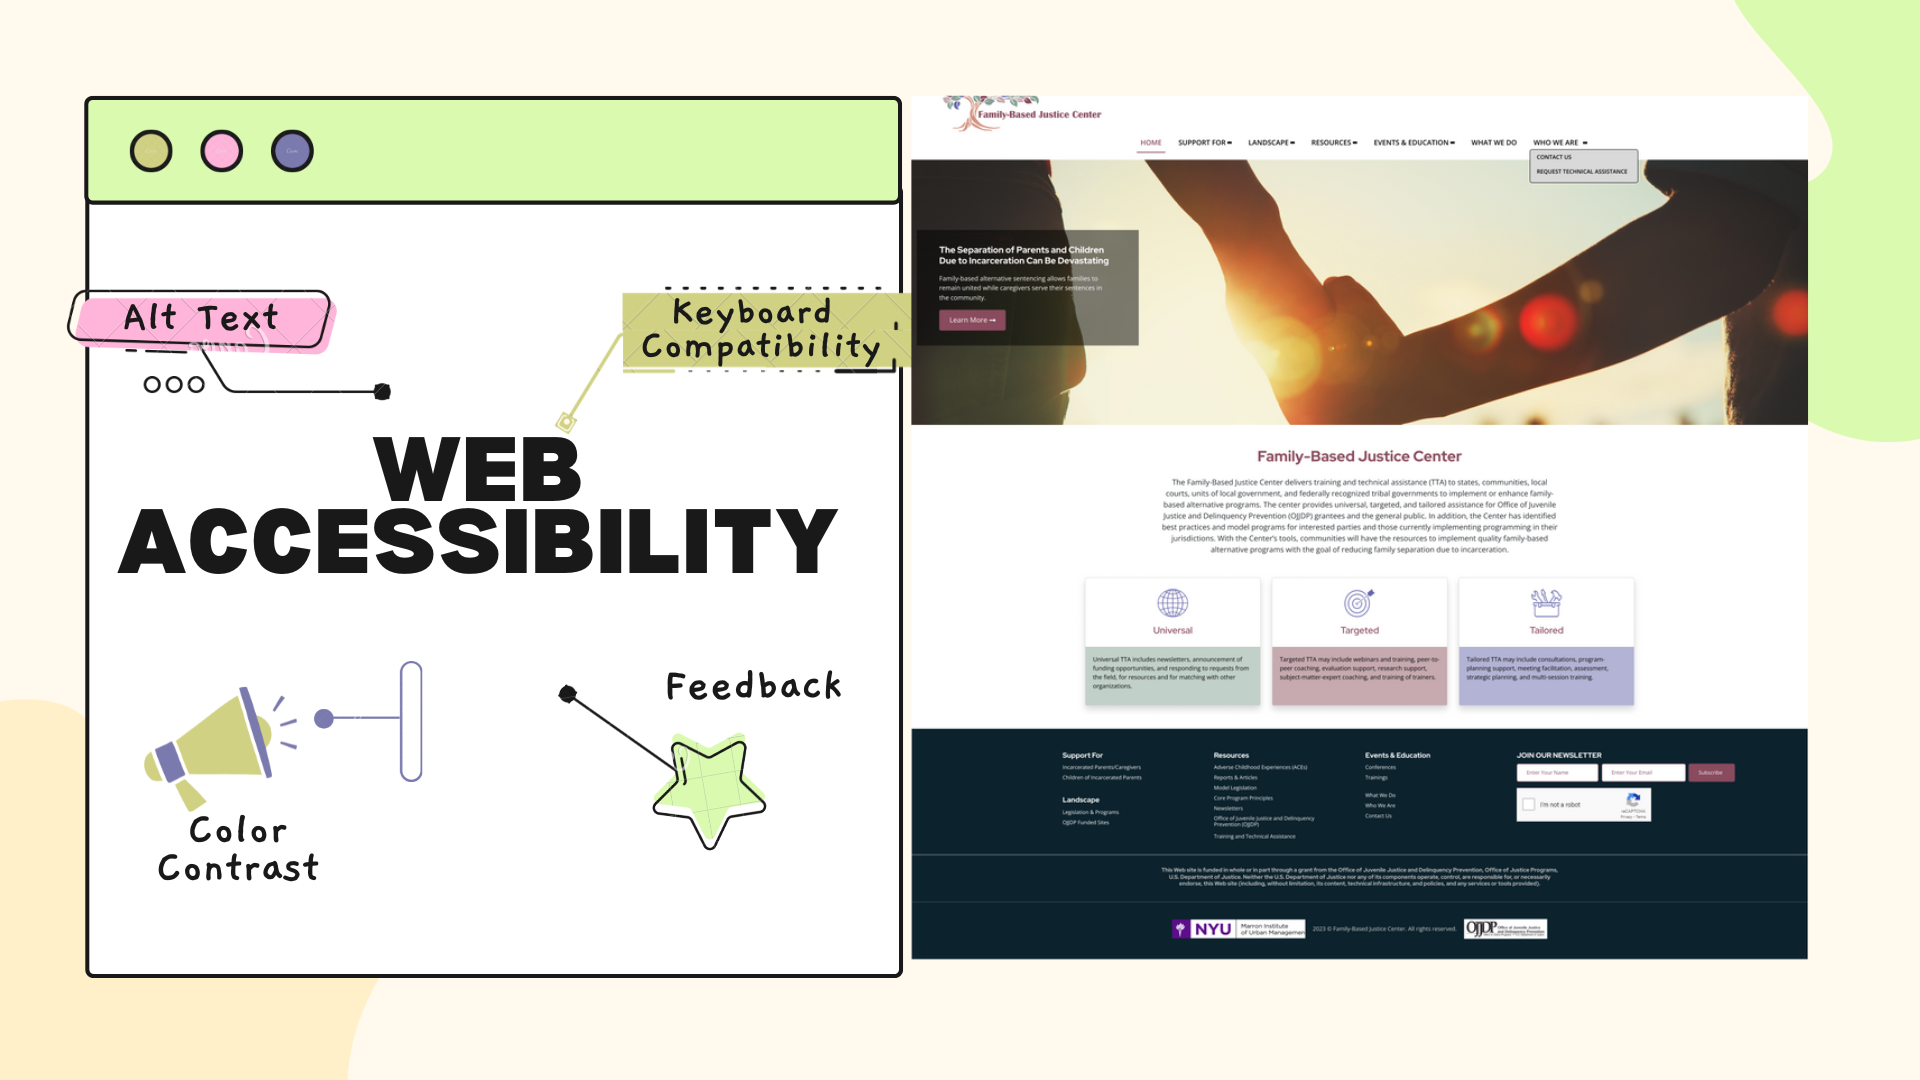 Alt Text
Keyboard
Compatibility
WEB
ACCESSIBILITY
Feedback
Color
Contrast
Family-Based Justice Center
HOME SUPPORT FOR LANDSCAPE RESOURCES EVENTS & EDUCATION WHAT WE DO WHO WE ARE
CONTACT US
REQUEST TECHNICAL ASSISTANCE
The Separation of Parents and Children
Due to Incarceration Can Be Devastating
Family-based alternative sentencing allows families to
remain united while caregivers serve their sentences in
the community.
Learn More
Family-Based Justice Center
The Family-Based Justice Center delivers training and technical assistance (TTA) to states, communities, local
courts, units of local government, and federally recognized tribal governments to implement or enhance family-
based alternative programs. The center provides universal, targeted, and tailored assistance for Office of Juvenile
Justice and Delinquency Prevention (OJJDP) grantees and the general public. In addition, the Center has identified
best practices and model programs for interested parties and those currently implementing programming in their
jurisdictions. With the Center's tools, communities will have the resources to implement quality family-based
alternative programs with the goal of reducing family separation due to incarceration.
Universal
Universal TTA includes newsletters, announcement of
funding opportunities, and responding to requests from
the field, for resources and for matching with other
organizations.
Targeted
Targeted TTA may include webinars and training, peer-to-
peer coaching, evaluation support, research support,
subject-matter-expert coaching, and training of trainers.
Tailored
Tailored TTA may include consultations, program-
planning support, meeting facilitation, assessment,
strategic planning, and multi-session training.
Support For
Incarcerated Parents/Caregivers
Children of Incarcerated Parents
Landscape
Legislation & Programs
OJJDP Funded Sites
Resources
Adverse Childhood Experiences (ACEs)
Reports & Articles
Model Legislation
Core Program Principles
Newsletters
Office of Juvenile Justice and Delinquency
Prevention (OJJDP)
Training and Technical Assistance
Events & Education
Conferences
Trainings
What We Do
Who We Are
Contact Us
JOIN OUR NEWSLETTER
Enter Your Name Enter Your Email Subscribe
I'm not a robot
reCAPTCHA
Privacy - Terms
This Web site is funded in whole or in part through a grant from the Office of Juvenile Justice and Delinquency Prevention, Office of Justice Programs,
U.S. Department of Justice. Neither the U.S. Department of Justice nor any of its components operate, control, are responsible for, or necessarily
endorse, this Web site (including, without limitation, its content, technical infrastructure, and policies, and any services or tools provided).
NYU
Marron Institute
of Urban Managemen
2023 © Family-Based Justice Center. All rights reserved.
OJJDP
Office of Juvenile Justice
and Delinquency Prevention